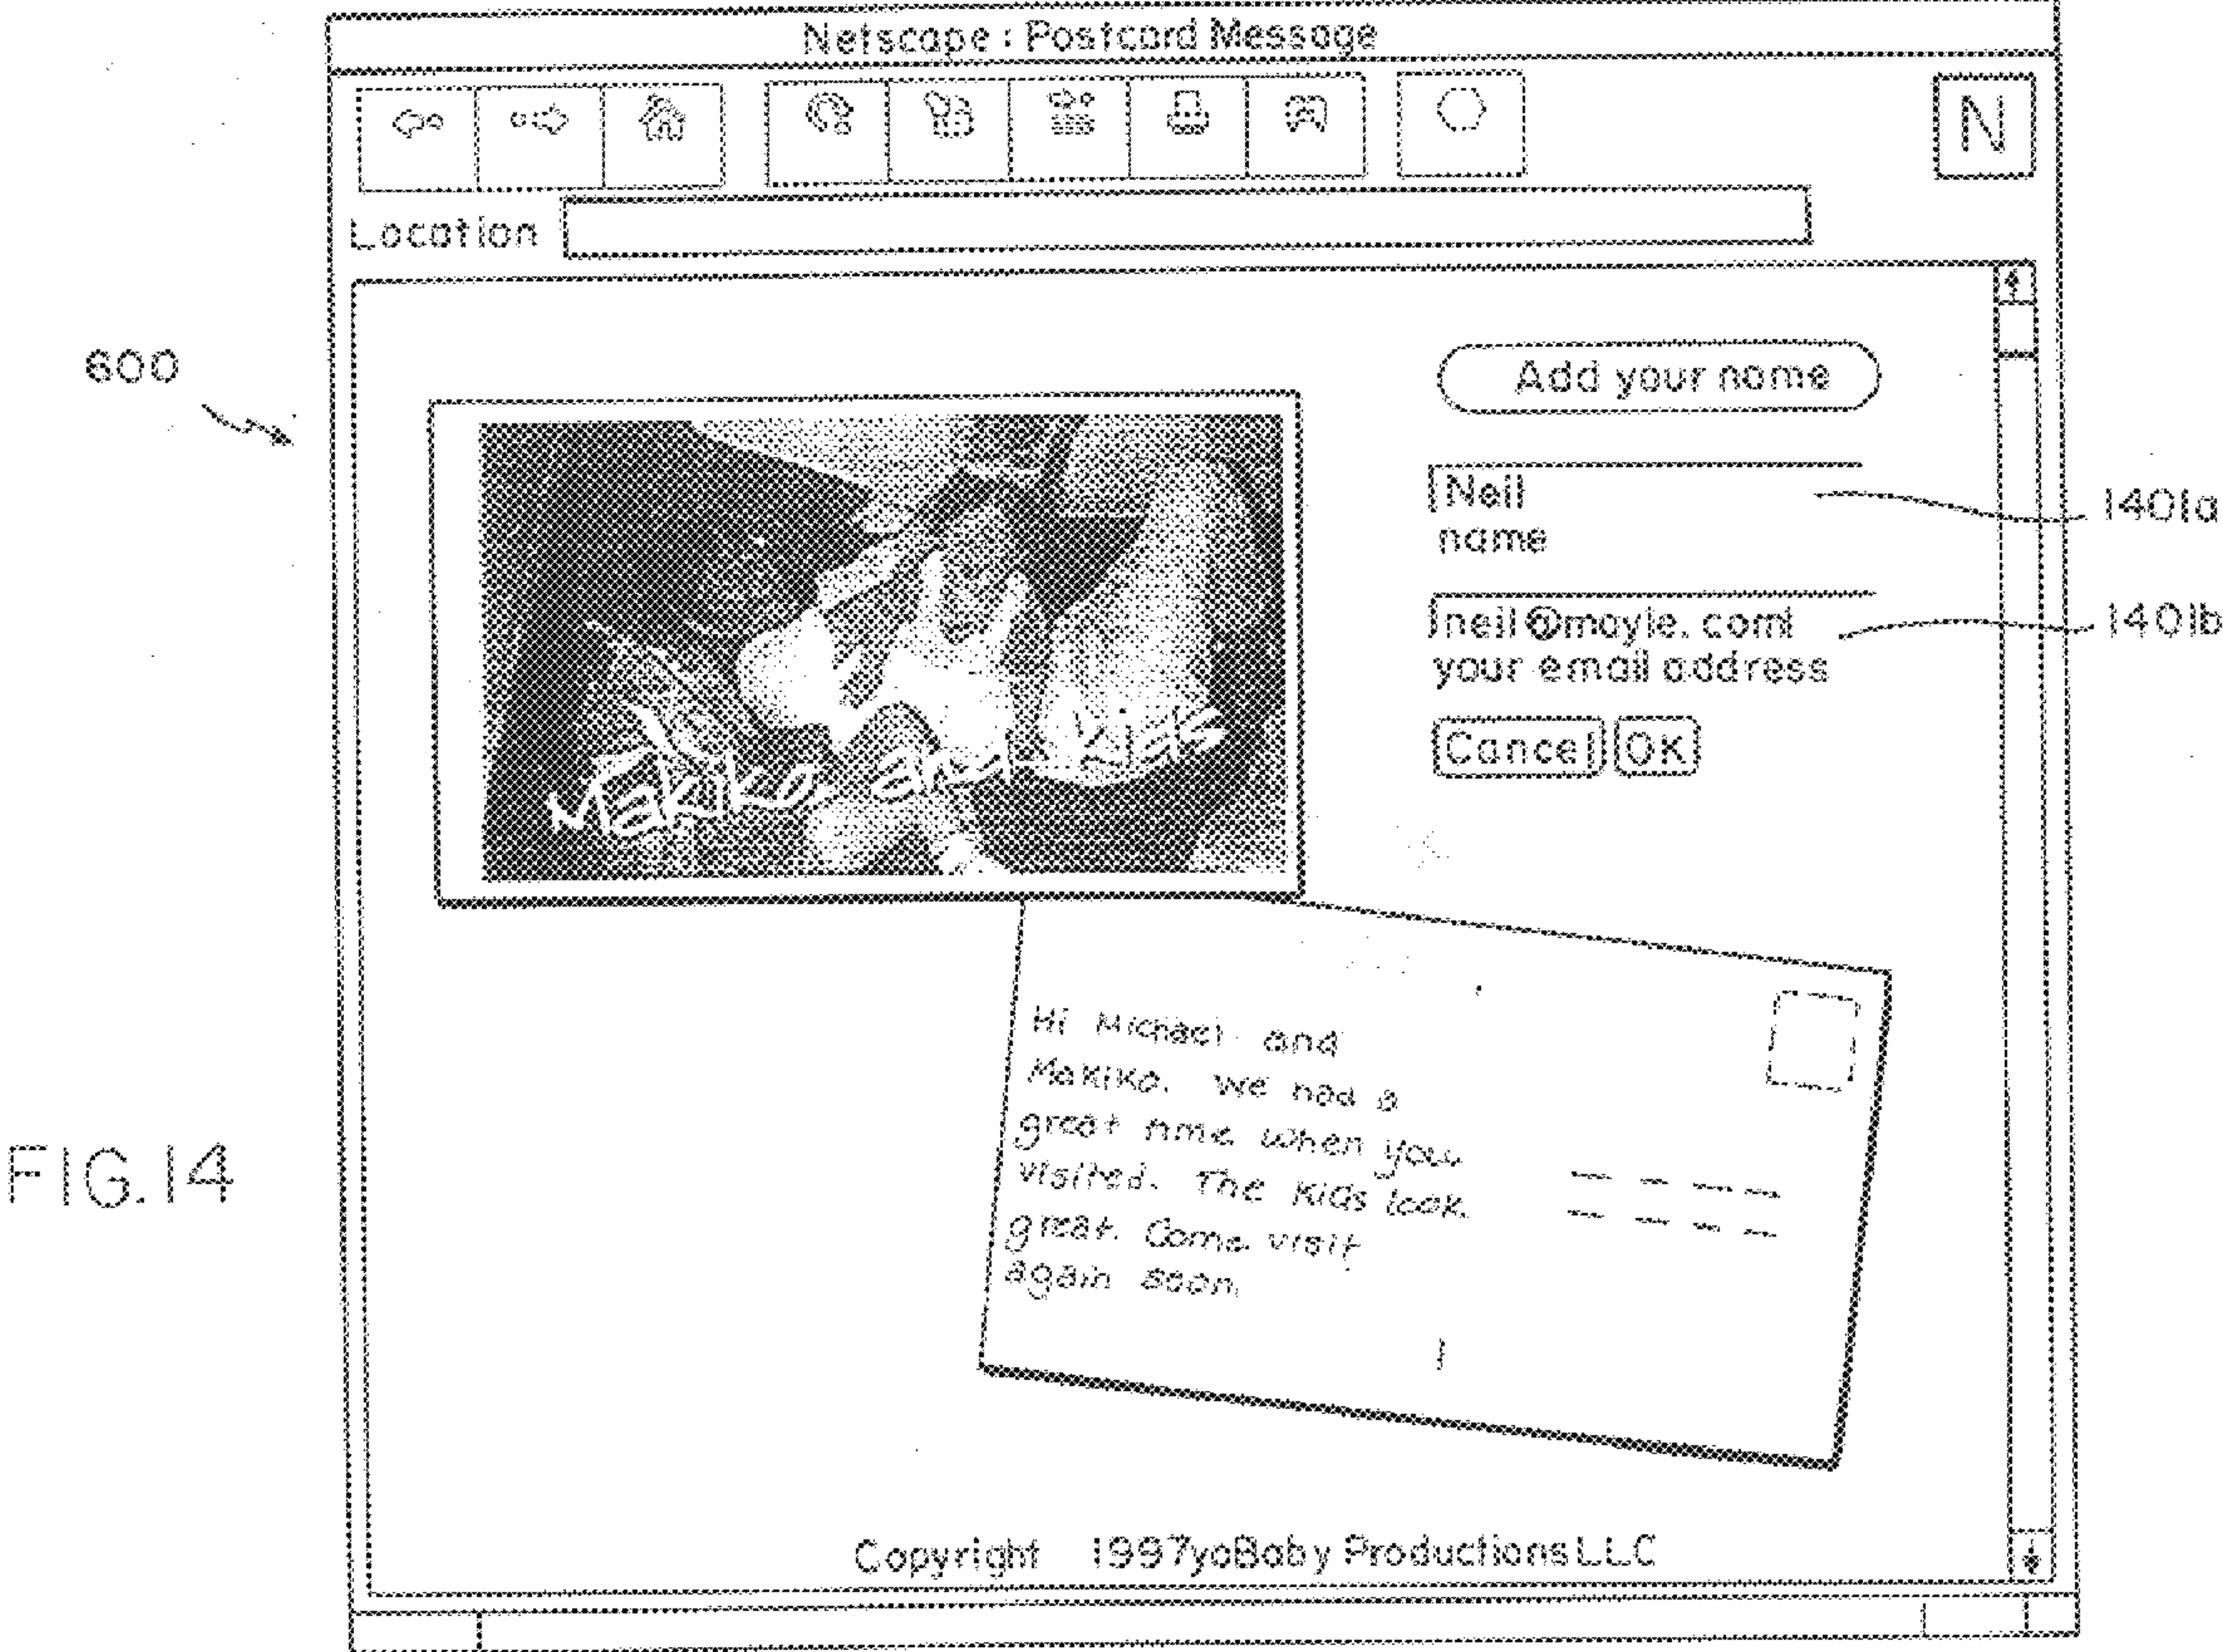 Netscape : Postcard Message
N
Location
600
Add your name
Neil
name
1401a
neil@mayle.com
your email address
1401b
Cancel OK
Makiko and Kids
Hi Michael and
Makiko. We had a
great time when you
visited. The Kids look
great. Come visit
again soon.
FIG.14
Copyright 1997yoBaby Productions LLC